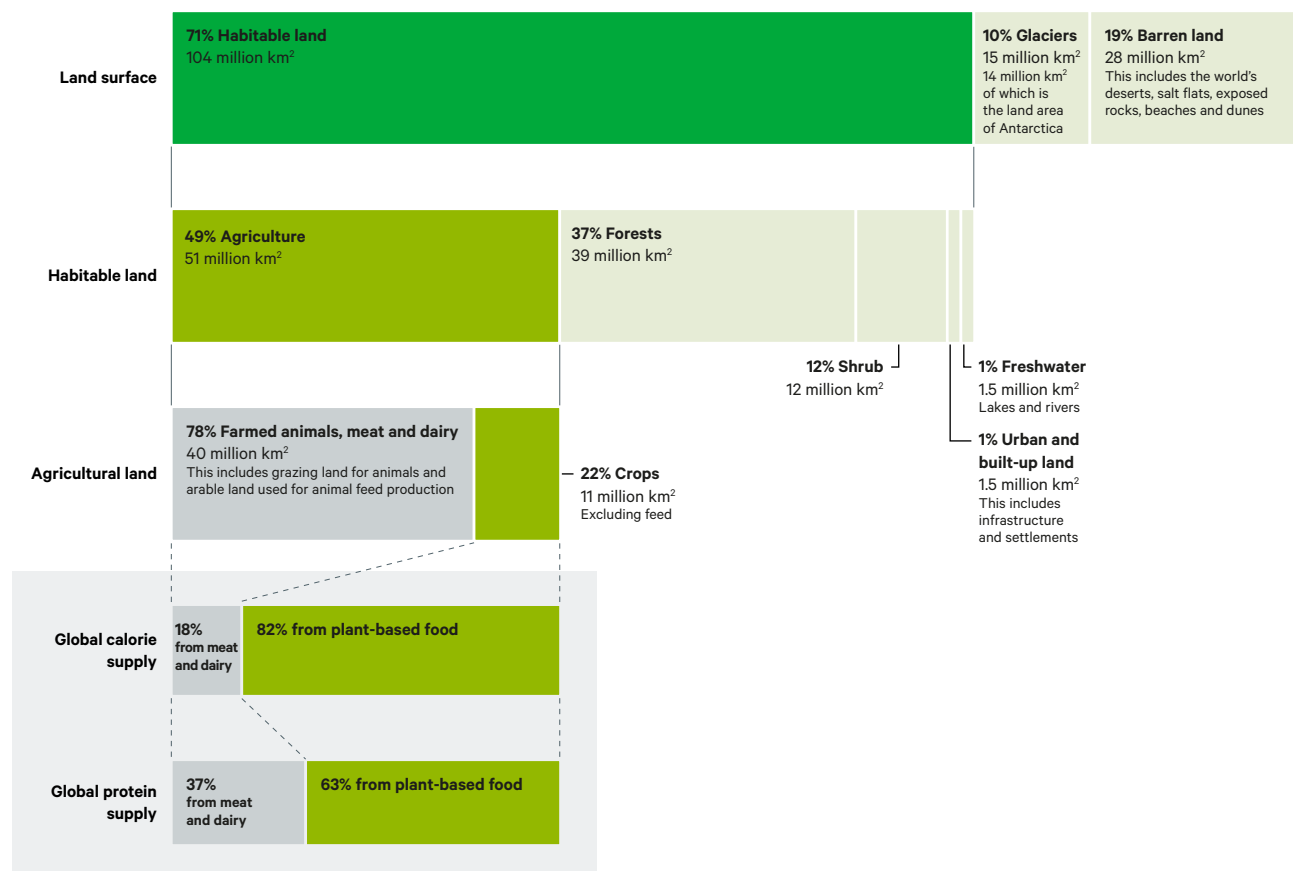 Land surface
71% Habitable land
104 million km²
10% Glaciers
15 million km²
14 million km²
of which is
the land area
of Antarctica
19% Barren land
28 million km²
This includes the world's
deserts, salt flats, exposed
rocks, beaches and dunes
Habitable land
49% Agriculture
51 million km²
37% Forests
39 million km²
12% Shrub
12 million km²
1% Freshwater
1.5 million km²
Lakes and rivers
1% Urban and
built-up land
1.5 million km²
This includes
infrastructure
and settlements
Agricultural land
78% Farmed animals, meat and dairy
40 million km²
This includes grazing land for animals and
arable land used for animal feed production
22% Crops
11 million km²
Excluding feed
Global calorie
supply
18%
from meat
and dairy
82% from plant-based food
Global protein
supply
37%
from meat
and dairy
63% from plant-based food